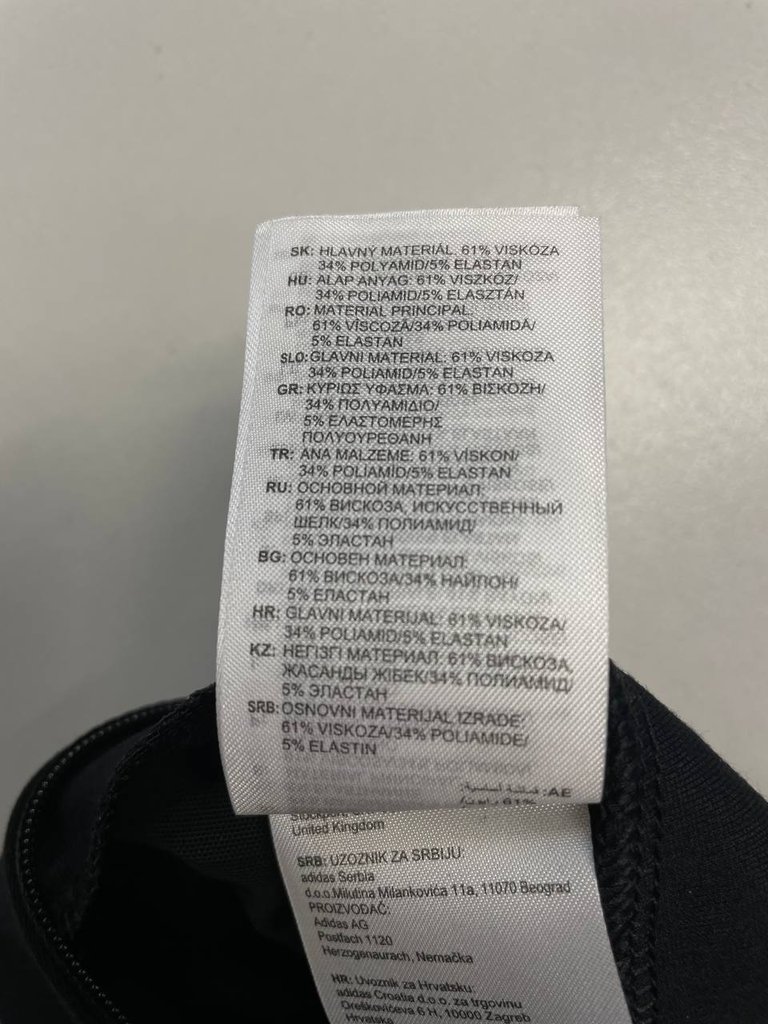 SK: HLAVNÝ MATERIÁL: 61% VISKÓZA
34% POLYAMID/5% ELASTAN
HU: ALAP ANYAG: 61% VISZKÓZ/
34% POLIAMID/5% ELASZTÁN
RO: MATERIAL PRINCIPAL:
61% VÎSCOZĂ/34% POLIAMIDĂ/
5% ELASTAN
SLO: GLAVNI MATERIAL: 61% VISKOZA
34% POLIAMID/5% ELASTAN
GR: ΚΥΡΙΩΣ ΥΦΑΣΜΑ: 61% ΒΙΣΚΟΖΗ/
34% ΠΟΛΥΑΜΙΔΙΟ/
5% ΕΛΑΣΤΟΜΕΡΗΣ
ΠΟΛΥΟΥΡΕΘΑΝΗ
TR: ANA MALZEME: 61% VİSKON/
34% POLİAMİD/5% ELASTAN
RU: ОСНОВНОЙ МАТЕРИАЛ:
61% ВИСКОЗА, ИСКУССТВЕННЫЙ
ШЕЛК/34% ПОЛИАМИД/
5% ЭЛАСТАН
BG: ОСНОВЕН МАТЕРИАЛ:
61% ВИСКОЗА/34% НАЙЛОН/
5% ЕЛАСТАН
HR: GLAVNI MATERIJAL: 61% VISKOZA/
34% POLIAMID/5% ELASTAN
KZ: НЕГІЗГІ МАТЕРИАЛ: 61% ВИСКОЗА,
ЖАСАНДЫ ЖІБЕК/34% ПОЛИАМИД/
5% ЭЛАСТАН
SRB: OSNOVNI MATERIJAL IZRADE:
61% VISKOZA/34% POLIAMIDE/
5% ELASTIN
AE: أساسية:
61%
Stockport,
United Kingdom
SRB: UZOZNIK ZA SRBIJU:
adidas Serbia
d.o.o.Milutina Milankovića 11a, 11070 Beograd
PROIZVOĐAČ:
Adidas AG
Postfach 1120
Herzogenaurach, Nemačka
HR: Uvoznik za Hrvatsku:
adidas Croatia d.o.o. za trgovinu
Oreškovićeva 6 H, 10000 Zagreb
Hrvatska